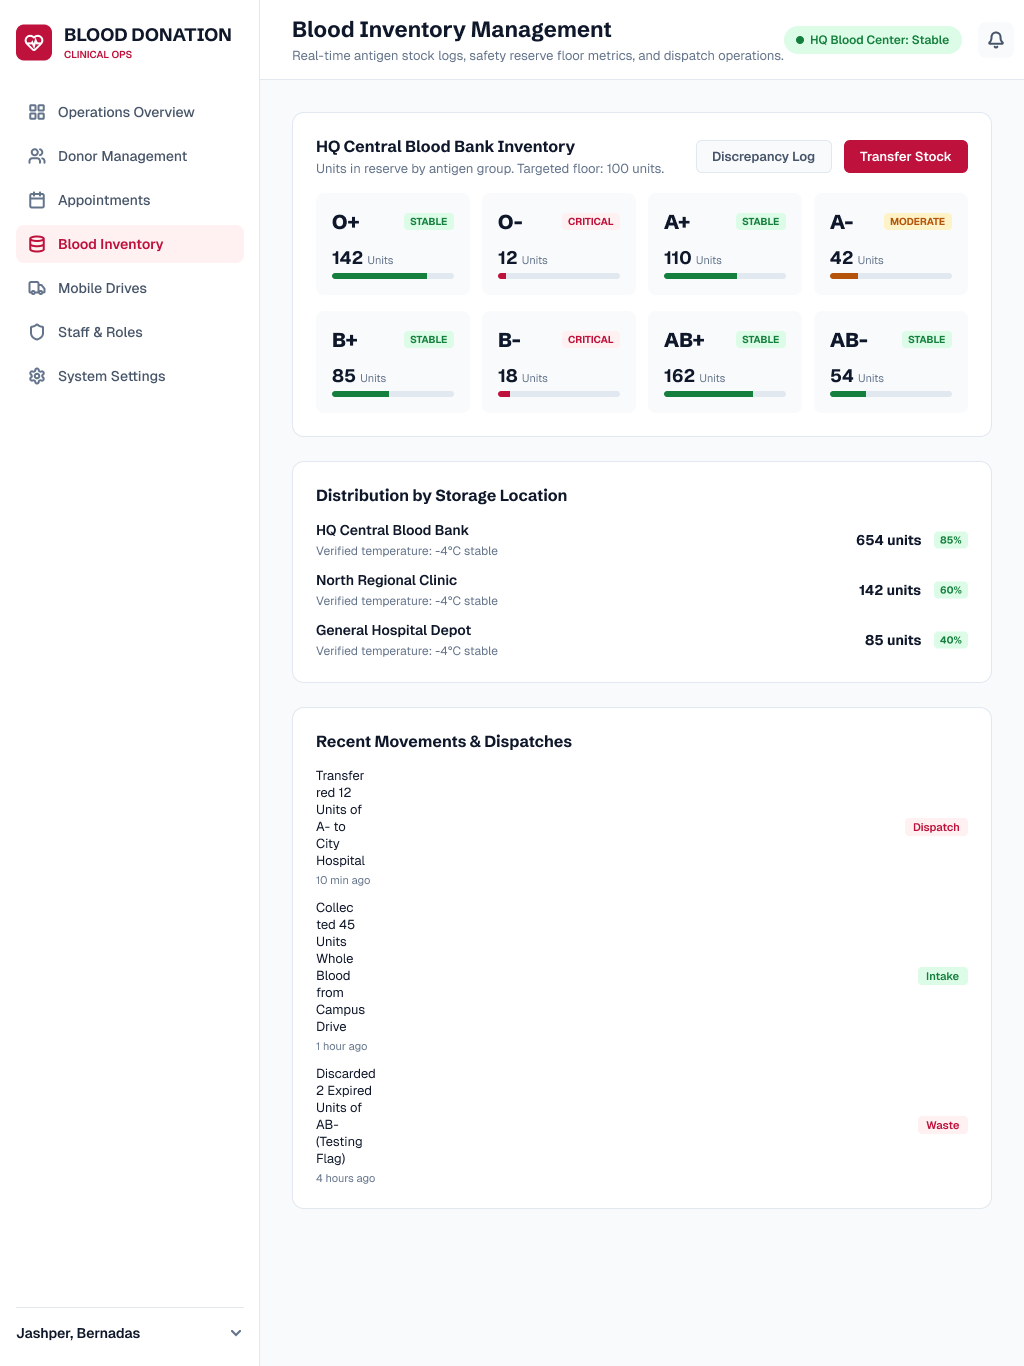 BLOOD DONATION
CLINICAL OPS
Operations Overview
Donor Management
Appointments
Blood Inventory
Mobile Drives
Staff & Roles
System Settings
Jashper, Bernadas
Blood Inventory Management
Real-time antigen stock logs, safety reserve floor metrics, and dispatch operations.
HQ Blood Center: Stable
HQ Central Blood Bank Inventory
Units in reserve by antigen group. Targeted floor: 100 units.
Discrepancy Log
Transfer Stock
O+ STABLE
142 Units
O- CRITICAL
12 Units
A+ STABLE
110 Units
A- MODERATE
42 Units
B+ STABLE
85 Units
B- CRITICAL
18 Units
AB+ STABLE
162 Units
AB- STABLE
54 Units
Distribution by Storage Location
HQ Central Blood Bank
Verified temperature: -4°C stable
654 units 85%
North Regional Clinic
Verified temperature: -4°C stable
142 units 60%
General Hospital Depot
Verified temperature: -4°C stable
85 units 40%
Recent Movements & Dispatches
Transfer
red 12
Units of
A- to
City
Hospital
10 min ago
Dispatch
Collec
ted 45
Units
Whole
Blood
from
Campus
Drive
1 hour ago
Intake
Discarded
2 Expired
Units of
AB-
(Testing
Flag)
4 hours ago
Waste